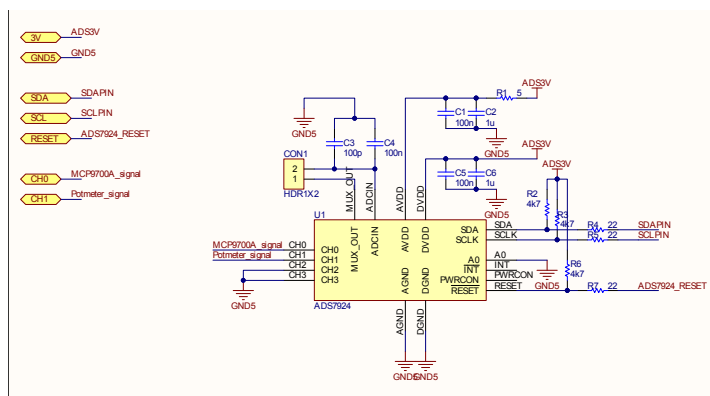 3V ADS3V
GND5 GND5
SDA SDAPIN
SCL SCLPIN
RESET ADS7924_RESET
CH0 MCP9700A_signal
CH1 Potmeter_signal
ADS3V
R1 5
C1 100n
C2 1u
GND5
GND5
C3 100p
C4 100n
CON1
2
1
HDR1X2
MUX_OUT
ADCIN
AVDD
DVDD
ADS3V
C5 100n
C6 1u
GND5
ADS3V
R2 4k7
R3 4k7
U1
MUX_OUT
ADCIN
AVDD
DVDD
SDA SDA R4 22 SDAPIN
SCLK SCLK R5 22 SCLPIN
MCP9700A_signal CH0 CH0
Potmeter_signal CH1 CH1
CH2 CH2
CH3 CH3
A0 A0
INT INT
PWRCON PWRCON
RESET RESET GND5 R7 22 ADS7924_RESET
R6 4k7
AGND
DGND
GND5
ADS7924
AGND
DGND
GND5 GND5